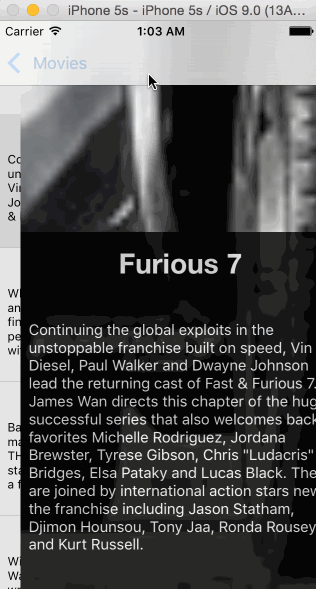 iPhone 5s - iPhone 5s / iOS 9.0 (13A...
Carrier
1:03 AM
Movies
Furious 7
Continuing the global exploits in the
unstoppable franchise built on speed, Vin
Diesel, Paul Walker and Dwayne Johnson
lead the returning cast of Fast & Furious 7.
James Wan directs this chapter of the hug
successful series that also welcomes back
favorites Michelle Rodriguez, Jordana
Brewster, Tyrese Gibson, Chris "Ludacris"
Bridges, Elsa Pataky and Lucas Black. The
are joined by international action stars new
the franchise including Jason Statham,
Djimon Hounsou, Tony Jaa, Ronda Rousey
and Kurt Russell.
Co
un
Vin
Jo
&
Wh
an
fin
pe
wi
Ba
ma
TH
sta
a f
Wi
Wa